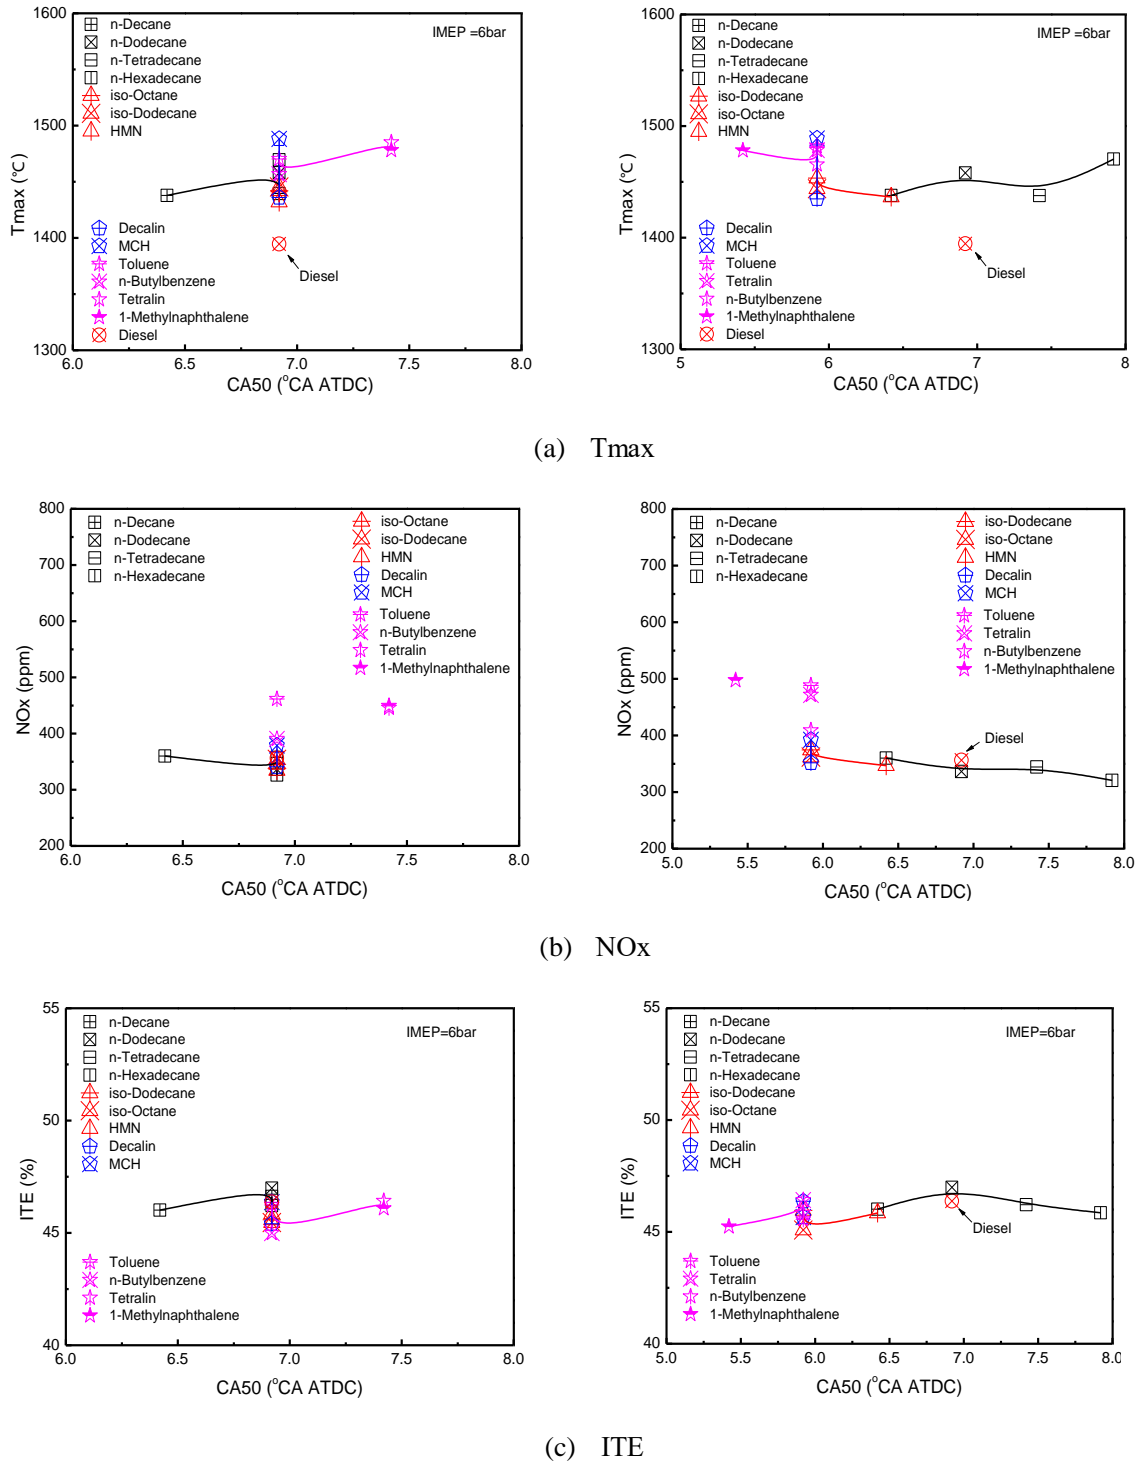 1600
1500
1400
1300
Tmax (℃)
n-Decane
n-Dodecane
n-Tetradecane
n-Hexadecane
iso-Octane
iso-Dodecane
HMN
IMEP =6bar
Decalin
MCH
Toluene
n-Butylbenzene
Tetralin
1-Methylnaphthalene
Diesel
Diesel
6.0 6.5 7.0 7.5 8.0
CA50 (°CA ATDC)
1600
1500
1400
1300
Tmax (℃)
n-Decane
n-Dodecane
n-Tetradecane
n-Hexadecane
iso-Dodecane
iso-Octane
HMN
IMEP =6bar
Decalin
MCH
Toluene
Tetralin
n-Butylbenzene
1-Methylnaphthalene
Diesel
Diesel
5 6 7 8
CA50 (°CA ATDC)
(a) Tmax
800
700
600
500
400
300
200
NOx (ppm)
n-Decane
n-Dodecane
n-Tetradecane
n-Hexadecane
iso-Octane
iso-Dodecane
HMN
Decalin
MCH
Toluene
n-Butylbenzene
Tetralin
1-Methylnaphthalene
6.0 6.5 7.0 7.5 8.0
CA50 (°CA ATDC)
800
700
600
500
400
300
200
NOx (ppm)
n-Decane
n-Dodecane
n-Tetradecane
n-Hexadecane
iso-Dodecane
iso-Octane
HMN
Decalin
MCH
Toluene
Tetralin
n-Butylbenzene
1-Methylnaphthalene
Diesel
5.0 5.5 6.0 6.5 7.0 7.5 8.0
CA50 (°CA ATDC)
(b) NOx
55
50
45
40
ITE (%)
n-Decane
n-Dodecane
n-Tetradecane
n-Hexadecane
iso-Dodecane
iso-Octane
HMN
Decalin
MCH
IMEP=6bar
Toluene
n-Butylbenzene
Tetralin
1-Methylnaphthalene
6.0 6.5 7.0 7.5 8.0
CA50 (°CA ATDC)
55
50
45
40
ITE (%)
n-Decane
n-Dodecane
n-Tetradecane
n-Hexadecane
iso-Dodecane
iso-Octane
HMN
Decalin
MCH
IMEP=6bar
Diesel
Toluene
Tetralin
n-Butylbenzene
1-Methylnaphthalene
5.0 5.5 6.0 6.5 7.0 7.5 8.0
CA50 (°CA ATDC)
(c) ITE